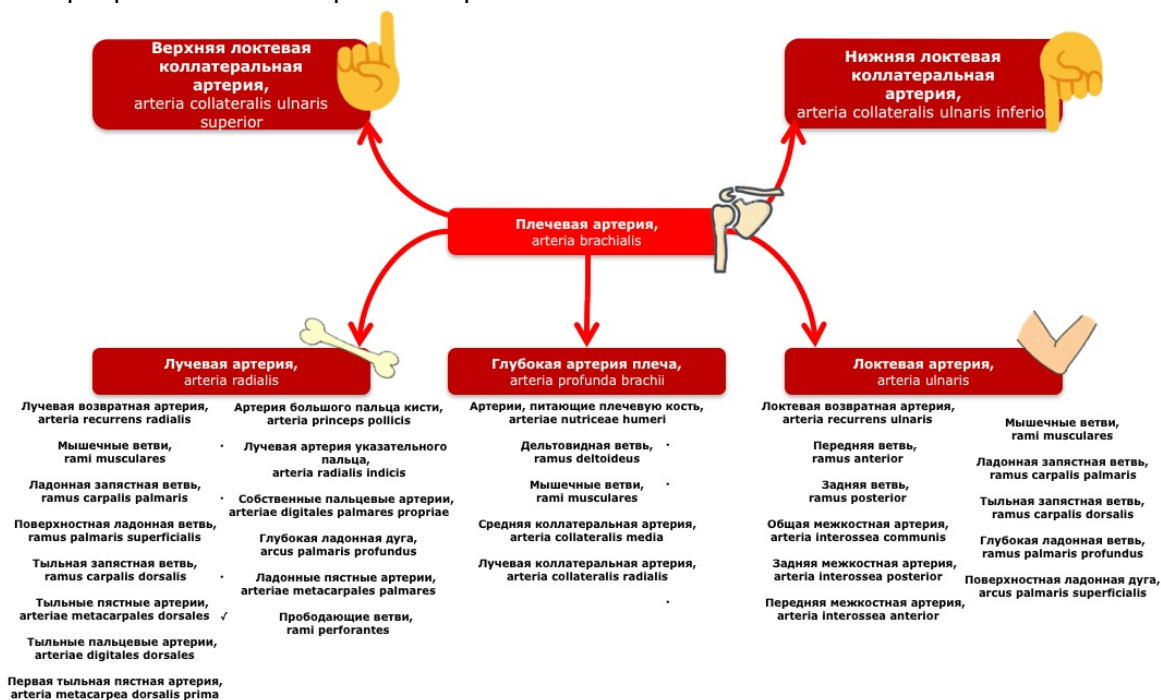 Верхняя локтевая
коллатеральная
артерия,
arteria collateralis ulnaris
superior
Нижняя локтевая
коллатеральная
артерия,
arteria collateralis ulnaris inferio
Плечевая артерия,
arteria brachialis
Лучевая артерия,
arteria radialis
Глубокая артерия плеча,
arteria profunda brachii
Локтевая артерия,
arteria ulnaris
Лучевая возвратная артерия,
arteria recurrens radialis
Мышечные ветви,
rami musculares
Ладонная запястная ветвь,
ramus carpalis palmaris
Поверхностная ладонная ветвь,
ramus palmaris superficialis
Тыльная запястная ветвь,
ramus carpalis dorsalis
Тыльные пястные артерии,
arteriae metacarpales dorsales
Тыльные пальцевые артерии,
arteriae digitales dorsales
Первая тыльная пястная артерия,
arteria metacarpea dorsalis prima
Артерия большого пальца кисти,
arteria princeps pollicis
Лучевая артерия указательного
пальца,
arteria radialis indicis
Собственные пальцевые артерии,
arteriae digitales palmares propriae
Глубокая ладонная дуга,
arcus palmaris profundus
Ладонные пястные артерии,
arteriae metacarpales palmares
Прободающие ветви,
rami perforantes
Артерии, питающие плечевую кость,
arteriae nutriceae humeri
Дельтовидная ветвь,
ramus deltoideus
Мышечные ветви,
rami musculares
Средняя коллатеральная артерия,
arteria collateralis media
Лучевая коллатеральная артерия,
arteria collateralis radialis
Локтевая возвратная артерия,
arteria recurrens ulnaris
Передняя ветвь,
ramus anterior
Задняя ветвь,
ramus posterior
Общая межкостная артерия,
arteria interossea communis
Задняя межкостная артерия,
arteria interossea posterior
Передняя межкостная артерия,
arteria interossea anterior
Мышечные ветви,
rami musculares
Ладонная запястная ветвь,
ramus carpalis palmaris
Тыльная запястная ветвь,
ramus carpalis dorsalis
Глубокая ладонная ветвь,
ramus palmaris profundus
Поверхностная ладонная дуга,
arcus palmaris superficialis